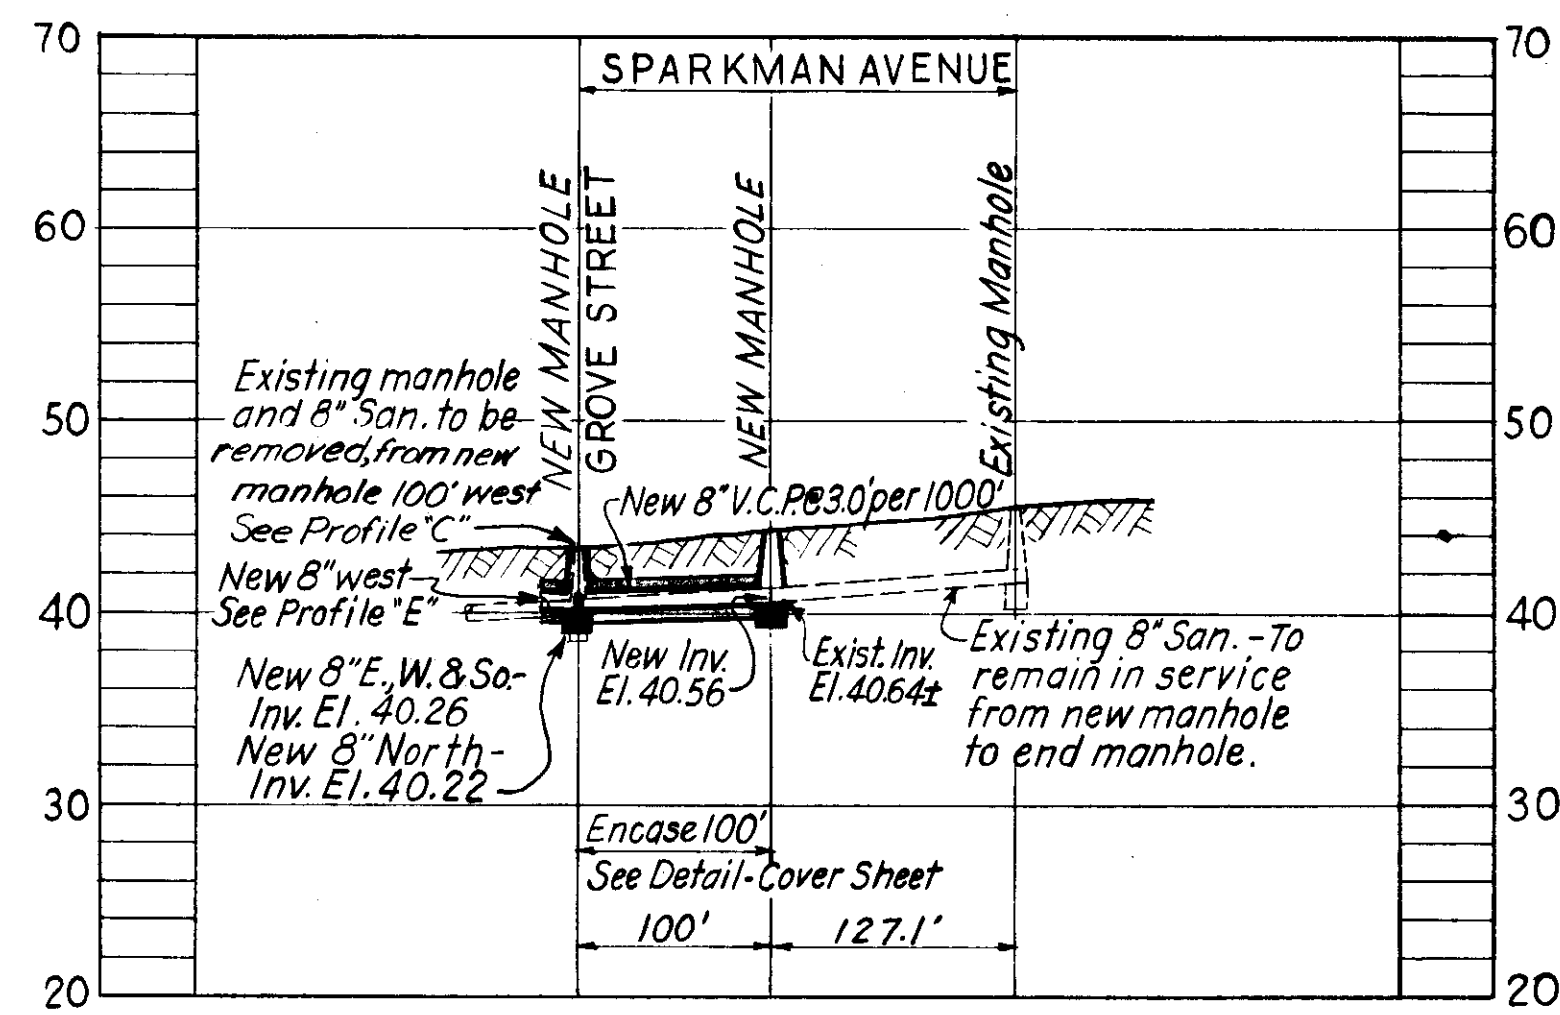 70
70
SPARKMAN AVENUE
NEW MANHOLE
GROVE STREET
NEW MANHOLE
Existing Manhole
60
60
Existing manhole
and 8" San. to be
removed, from new
manhole 100' west
See Profile "C"
50
50
New 8" V.C.P. @ 3.0' per 1000'
New 8" west
See Profile "E"
40
40
New 8" E., W. & So.-
Inv. El. 40.26
New 8" North-
Inv. El. 40.22
New Inv.
El. 40.56
Exist. Inv.
El. 40.64±
Existing 8" San. - To
remain in service
from new manhole
to end manhole.
30
30
Encase 100'
See Detail-Cover Sheet
100'
127.1'
20
20